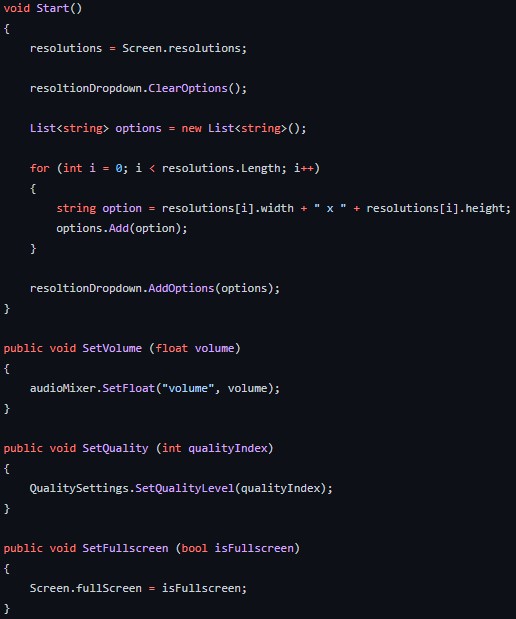 void Start()
{
    resolutions = Screen.resolutions;

    resoltionDropdown.ClearOptions();

    List<string> options = new List<string>();

    for (int i = 0; i < resolutions.Length; i++)
    {
        string option = resolutions[i].width + " x " + resolutions[i].height;
        options.Add(option);
    }

    resoltionDropdown.AddOptions(options);
}

public void SetVolume (float volume)
{
    audioMixer.SetFloat("volume", volume);
}

public void SetQuality (int qualityIndex)
{
    QualitySettings.SetQualityLevel(qualityIndex);
}

public void SetFullscreen (bool isFullscreen)
{
    Screen.fullScreen = isFullscreen;
}